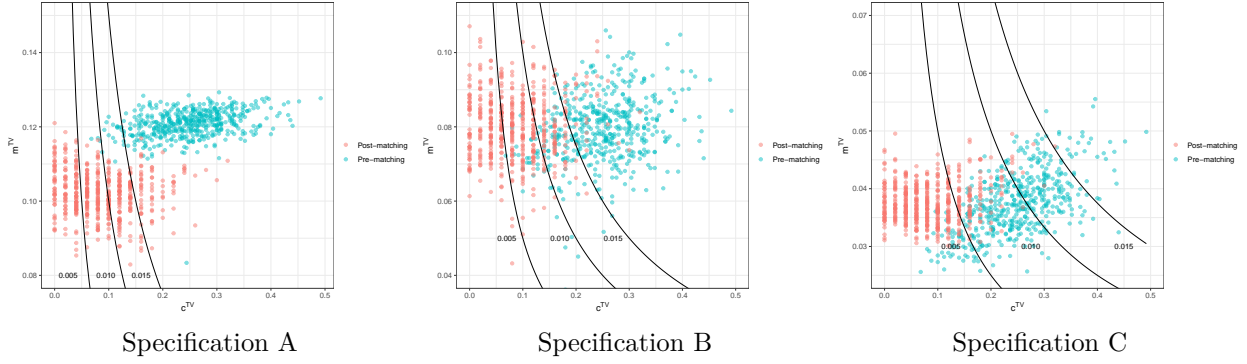 m^TV
0.14
0.12
0.10
0.08
0.005
0.010
0.015
0.0
0.1
0.2
0.3
0.4
0.5
c^TV
Post−matching
Pre−matching
Specification A
m^TV
0.10
0.08
0.06
0.04
0.005
0.010
0.015
0.0
0.1
0.2
0.3
0.4
0.5
c^TV
Post−matching
Pre−matching
Specification B
m^TV
0.07
0.06
0.05
0.04
0.03
0.005
0.010
0.015
0.0
0.1
0.2
0.3
0.4
0.5
c^TV
Post−matching
Pre−matching
Specification C